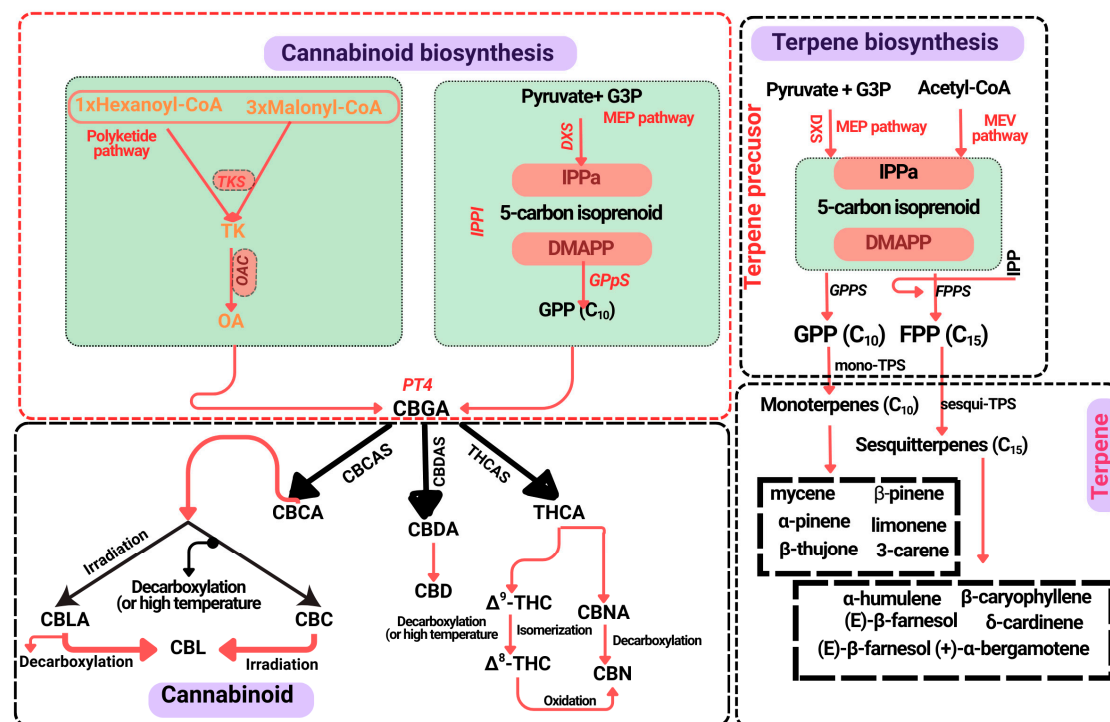 Cannabinoid biosynthesis
1xHexanoyl-CoA
3xMalonyl-CoA
Polyketide
pathway
TKS
TK
OAC
OA
Pyruvate+ G3P
MEP pathway
DXS
IPPa
IPPI
5-carbon isoprenoid
DMAPP
GPpS
GPP (C₁₀)
PT4
CBGA
Terpene biosynthesis
Pyruvate + G3P
Acetyl-CoA
DXS
MEP pathway
MEV
pathway
Terpene precusor
IPPa
5-carbon isoprenoid
DMAPP
IPP
GPPS
FPPS
GPP (C₁₀)
FPP (C₁₅)
mono-TPS
Monoterpenes (C₁₀)
sesqui-TPS
Sesquitterpenes (C₁₅)
Terpene
mycene
β-pinene
α-pinene
limonene
β-thujone
3-carene
α-humulene
β-caryophyllene
(E)-β-farnesol
δ-cardinene
(E)-β-farnesol (+)-α-bergamotene
CBCAS
CBDAS
THCAS
CBCA
CBDA
THCA
Irradiation
Decarboxylation
(or high temperature
CBLA
CBC
CBL
Decarboxylation
Irradiation
Cannabinoid
CBD
Decarboxylation
(or high temperature
Δ⁹-THC
CBNA
Isomerization
Decarboxylation
Δ⁸-THC
CBN
Oxidation